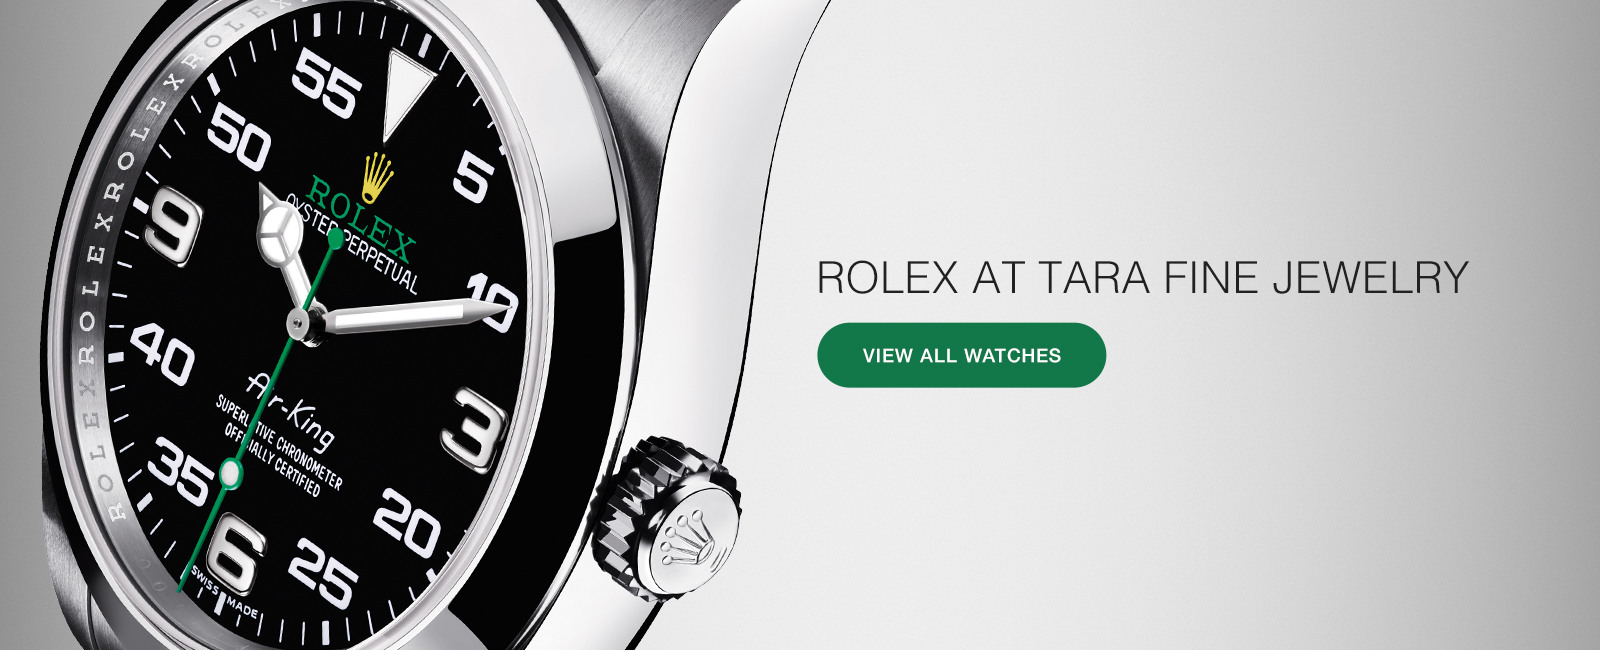 ROLEXROLEXROLEXROLEXROLEX
55
5
50
ROLEX
OYSTER PERPETUAL
9
10
40
Air-King
SUPERLATIVE CHRONOMETER
OFFICIALLY CERTIFIED
3
35
20
6
25
SWISS MADE
ROLEX AT TARA FINE JEWELRY
VIEW ALL WATCHES